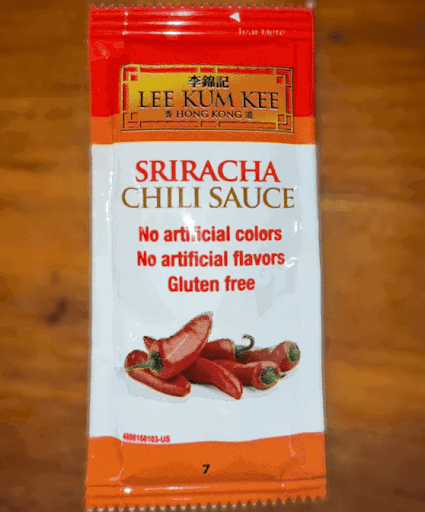 Tear Here
李錦記
LEE KUM KEE
香 HONG KONG 港
SRIRACHA
CHILI SAUCE
No artificial colors
No artificial flavors
Gluten free
4800160103-US
7